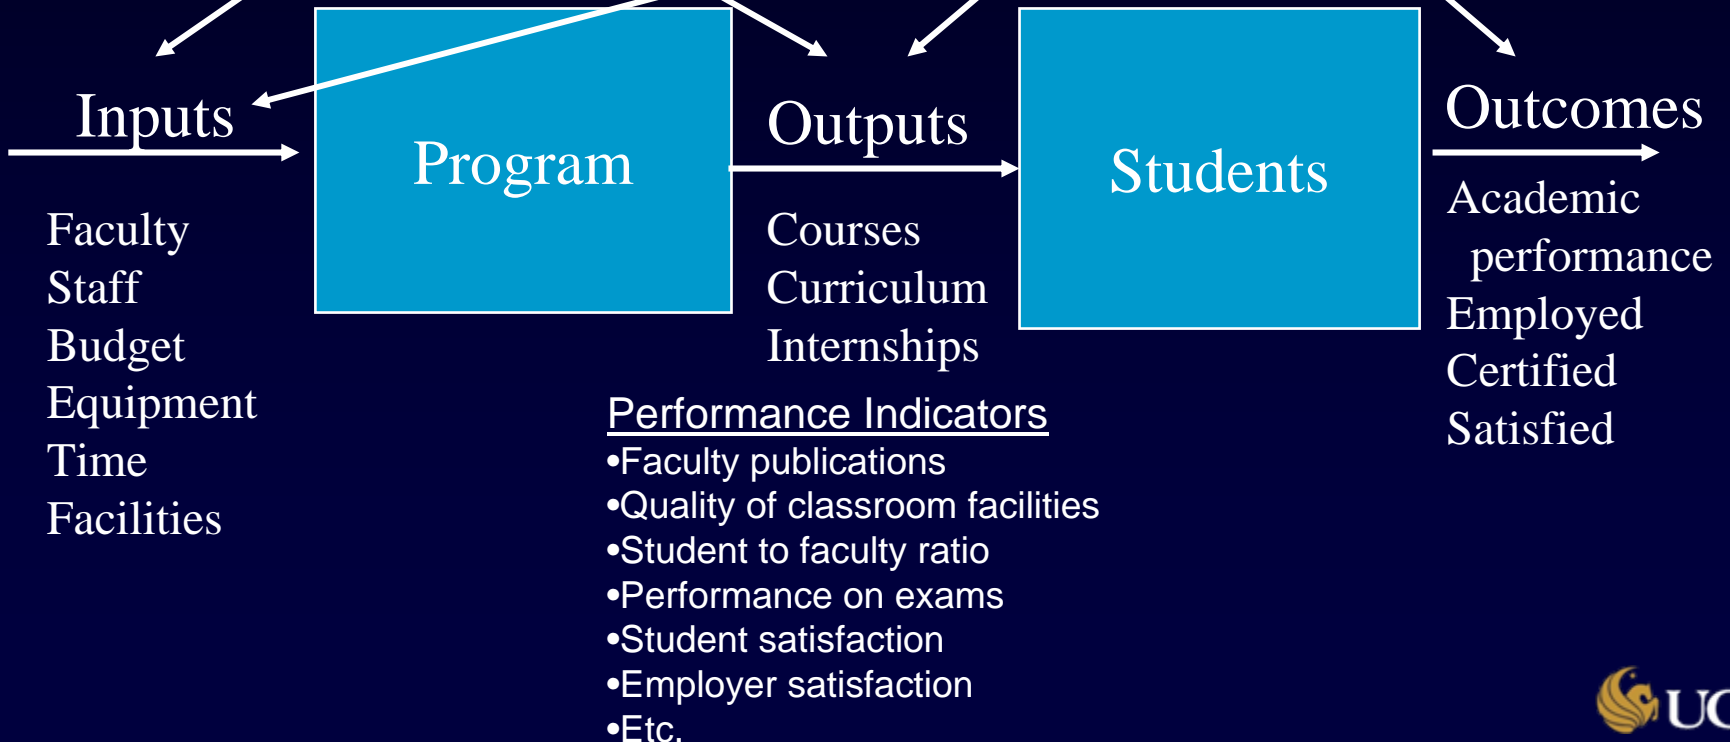 Inputs
Faculty
Staff
Budget
Equipment
Time
Facilities
Program
Outputs
Courses
Curriculum
Internships
Students
Outcomes
Academic
performance
Employed
Certified
Satisfied
Performance Indicators
•Faculty publications
•Quality of classroom facilities
•Student to faculty ratio
•Performance on exams
•Student satisfaction
•Employer satisfaction
•Etc.